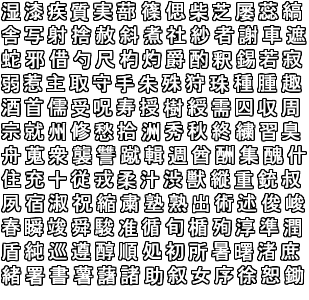 湿漆疾質実蔀篠偲柴芝屡蕊縞
舎写射捨赦斜煮社紗者謝車遮
蛇邪借勺尺杓灼爵酌釈錫若寂
弱惹主取守手朱殊狩珠種腫趣
酒首儒受呪寿授樹綬需囚収周
宗就州修愁拾洲秀秋終繍習臭
舟蒐衆襲讐蹴輯週酋酬集醜什
住充十従戎柔汁渋獣縦重銃叔
夙宿淑祝縮粛塾熟出術述俊峻
春瞬竣舜駿准循旬楯殉淳準潤
盾純巡遵醇順処初所暑曙渚庶
緒署書薯藷諸助叙女序徐恕鋤